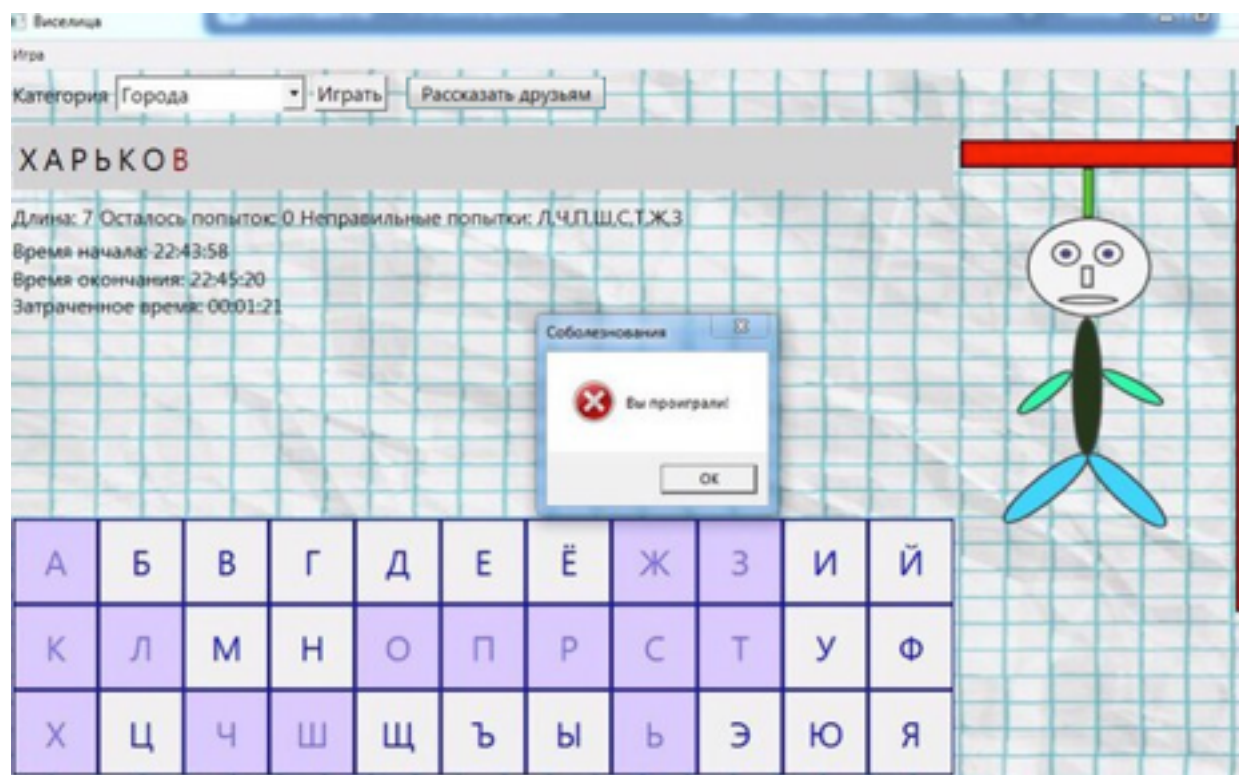 Виселица
Игра
Категория Города Играть Рассказать друзьям
ХАРЬКОВ
Длина: 7 Осталось попыток: 0 Неправильные попытки: Л,Ч,П,Ш,С,Т,Ж,З
Время начала: 22:43:58
Время окончания: 22:45:20
Затраченное время: 00:01:21
Соболезнования
Вы проиграли!
ОК
А Б В Г Д Е Ё Ж З И Й
К Л М Н О П Р С Т У Ф
Х Ц Ч Ш Щ Ъ Ы Ь Э Ю Я